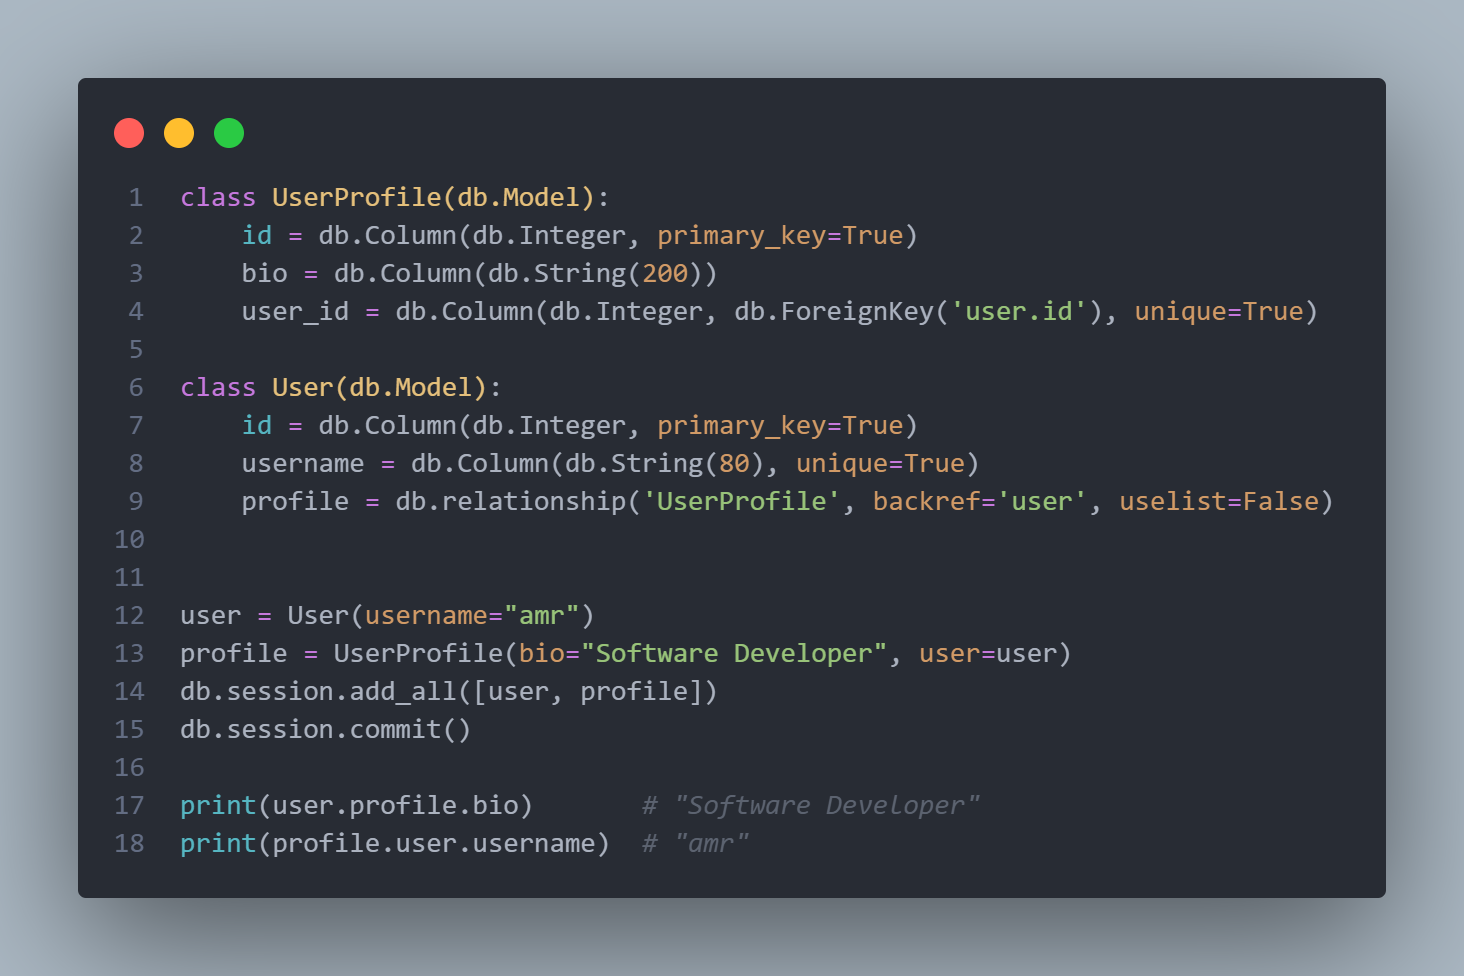 1 class UserProfile(db.Model):
2     id = db.Column(db.Integer, primary_key=True)
3     bio = db.Column(db.String(200))
4     user_id = db.Column(db.Integer, db.ForeignKey('user.id'), unique=True)
5
6 class User(db.Model):
7     id = db.Column(db.Integer, primary_key=True)
8     username = db.Column(db.String(80), unique=True)
9     profile = db.relationship('UserProfile', backref='user', uselist=False)
10
11
12 user = User(username="amr")
13 profile = UserProfile(bio="Software Developer", user=user)
14 db.session.add_all([user, profile])
15 db.session.commit()
16
17 print(user.profile.bio)       # "Software Developer"
18 print(profile.user.username)  # "amr"